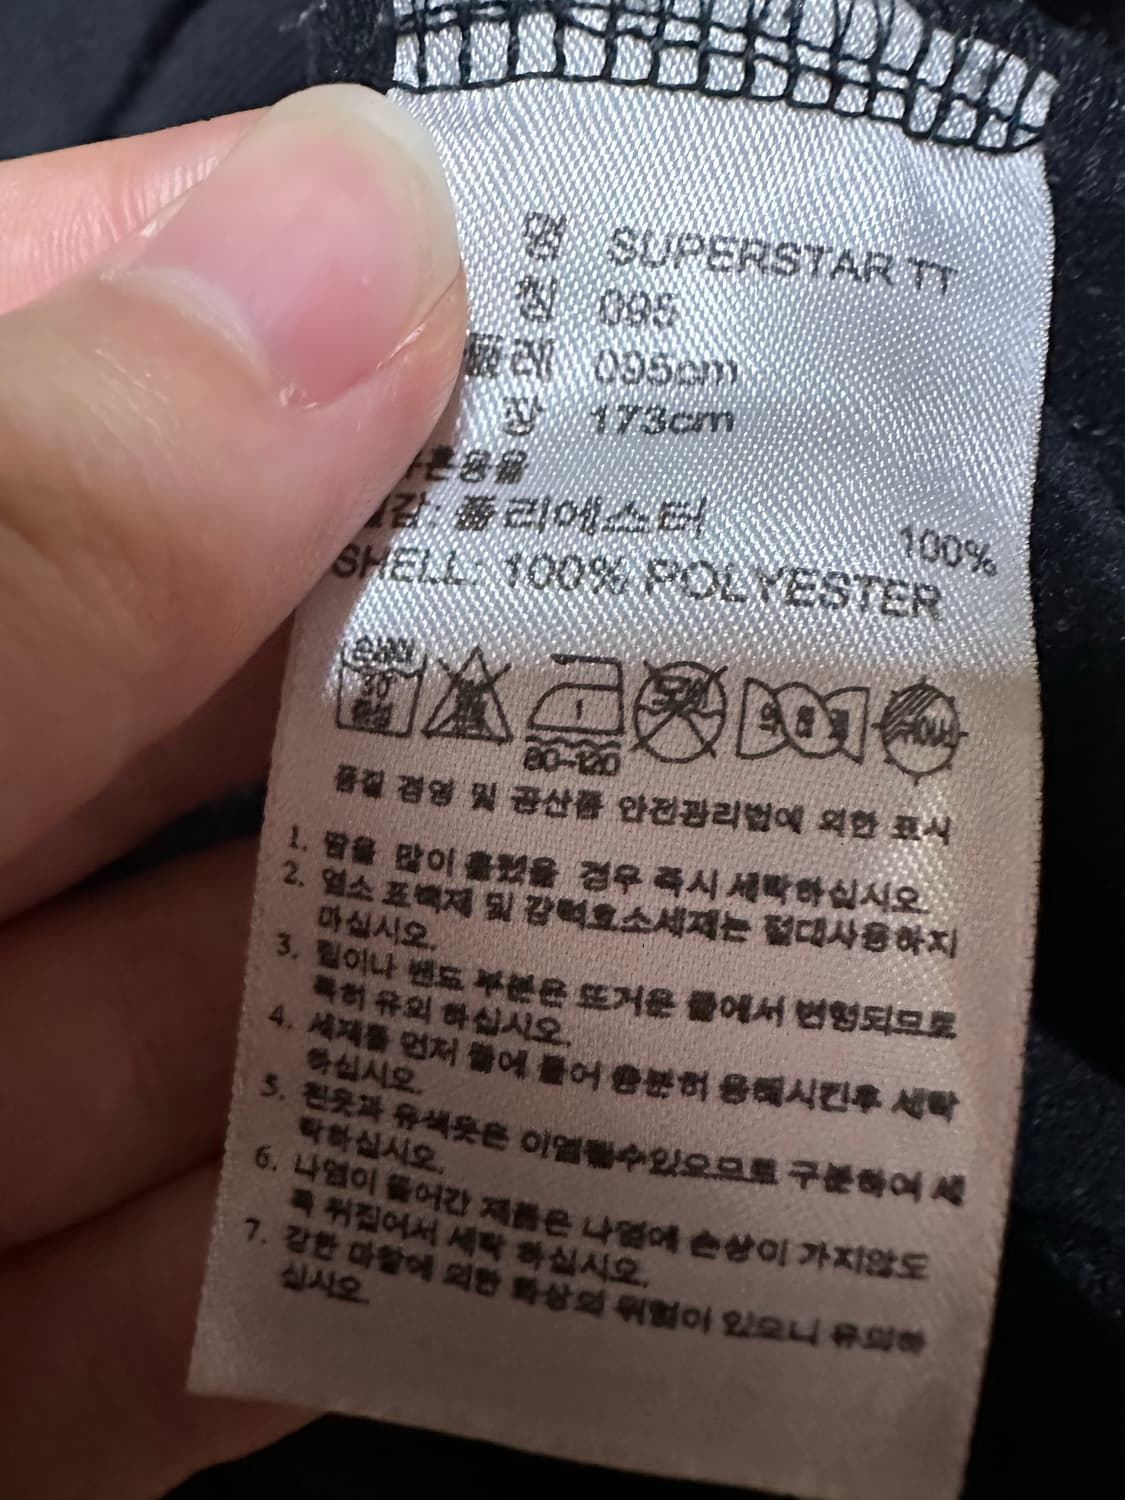 명 SUPERSTAR TT
칭 095
둘레 095cm
장 173cm
혼용율
겉감: 폴리에스터 100%
SHELL: 100% POLYESTER
80~120
품질 경영 및 공산품 안전관리법에 의한 표시
1. 땀을 많이 흘렸을 경우 즉시 세탁하십시오.
2. 염소 표백제 및 강력효소세제는 절대사용하지
마십시오.
3. 힘이나 밴드 부분은 뜨거운 물에서 변형되므로
특히 유의 하십시오.
4. 세제를 먼저 물에 풀어 충분히 용해시킨후 세탁
하십시오.
5. 흰옷과 유색옷은 이염될수있으므로 구분하여 세
탁하십시오.
6. 나염이 들어간 제품은 나염에 손상이 가지않도
록 뒤집어서 세탁 하십시오.
7. 강한 마찰에 의한 화상의 위험이 있으니 유의하
십시오.